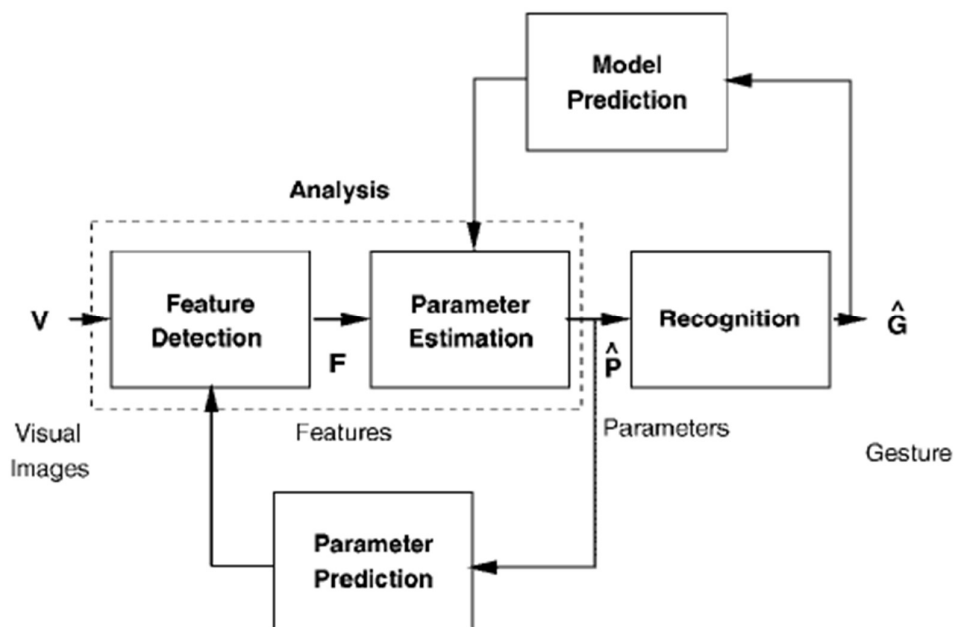 Model
Prediction
Analysis
Feature
Detection
Parameter
Estimation
Recognition
V
F
P̂
Ĝ
Visual
Images
Features
Parameters
Gesture
Parameter
Prediction